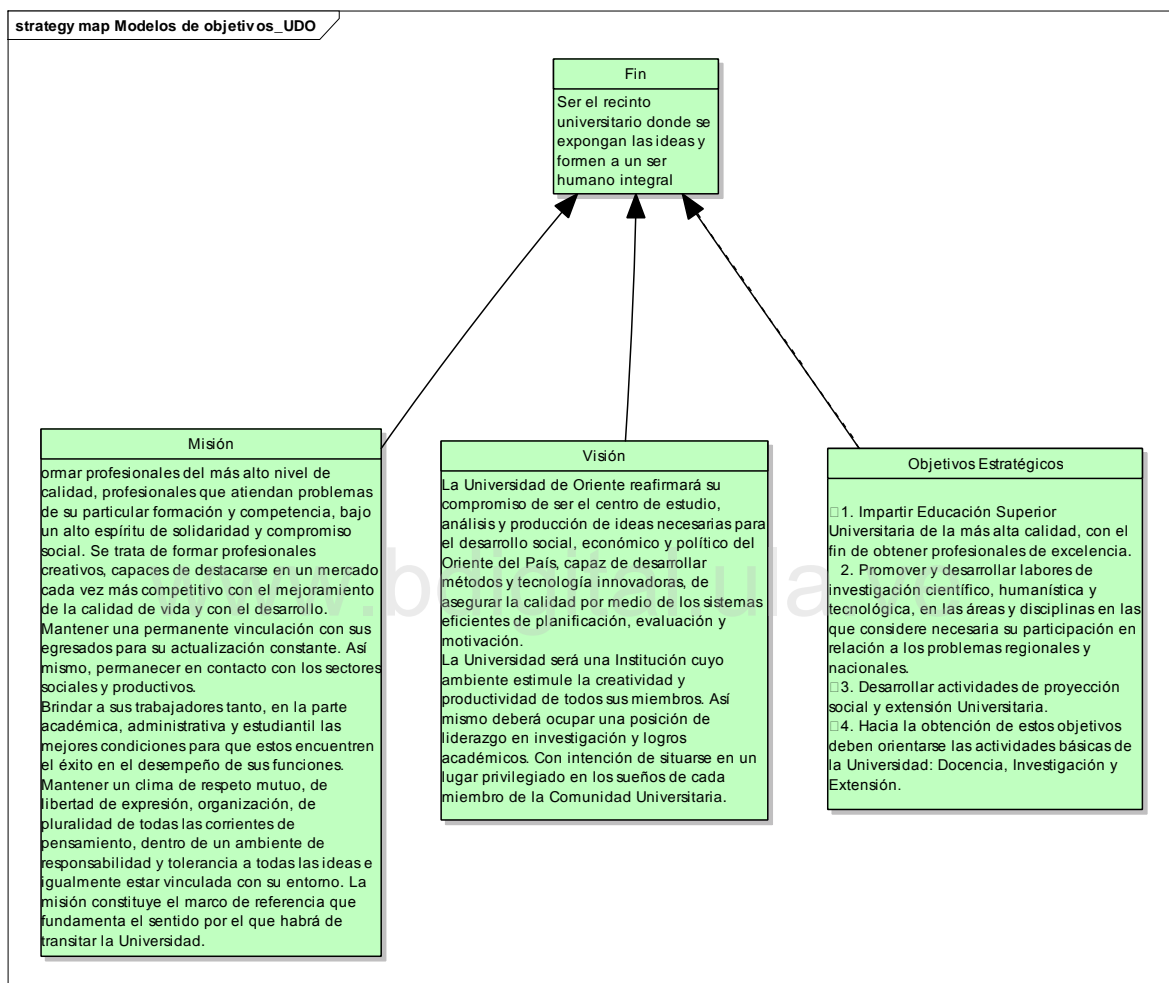 strategy map Modelos de objetivos_UDO
Fin
Ser el recinto
universitario donde se
expongan las ideas y
formen a un ser
humano integral
Misión
ormar profesionales del más alto nivel de
calidad, profesionales que atiendan problemas
de su particular formación y competencia, bajo
un alto espíritu de solidaridad y compromiso
social. Se trata de formar profesionales
creativos, capaces de destacarse en un mercado
cada vez más competitivo con el mejoramiento
de la calidad de vida y con el desarrollo.
Mantener una permanente vinculación con sus
egresados para su actualización constante. Así
mismo, permanecer en contacto con los sectores
sociales y productivos.
Brindar a sus trabajadores tanto, en la parte
académica, administrativa y estudiantil las
mejores condiciones para que estos encuentren
el éxito en el desempeño de sus funciones.
Mantener un clima de respeto mutuo, de
libertad de expresión, organización, de
pluralidad de todas las corrientes de
pensamiento, dentro de un ambiente de
responsabilidad y tolerancia a todas las ideas e
igualmente estar vinculada con su entorno. La
misión constituye el marco de referencia que
fundamenta el sentido por el que habrá de
transitar la Universidad.
Visión
La Universidad de Oriente reafirmará su
compromiso de ser el centro de estudio,
análisis y producción de ideas necesarias para
el desarrollo social, económico y político del
Oriente del País, capaz de desarrollar
métodos y tecnología innovadoras, de
asegurar la calidad por medio de los sistemas
eficientes de planificación, evaluación y
motivación.
La Universidad será una Institución cuyo
ambiente estimule la creatividad y
productividad de todos sus miembros. Así
mismo deberá ocupar una posición de
liderazgo en investigación y logros
académicos. Con intención de situarse en un
lugar privilegiado en los sueños de cada
miembro de la Comunidad Universitaria.
Objetivos Estratégicos
□1. Impartir Educación Superior
Universitaria de la más alta calidad, con el
fin de obtener profesionales de excelencia.
2. Promover y desarrollar labores de
investigación científico, humanística y
tecnológica, en las áreas y disciplinas en las
que considere necesaria su participación en
relación a los problemas regionales y
nacionales.
□3. Desarrollar actividades de proyección
social y extensión Universitaria.
□4. Hacia la obtención de estos objetivos
deben orientarse las actividades básicas de
la Universidad: Docencia, Investigación y
Extensión.
www.bdigital.ula.ve